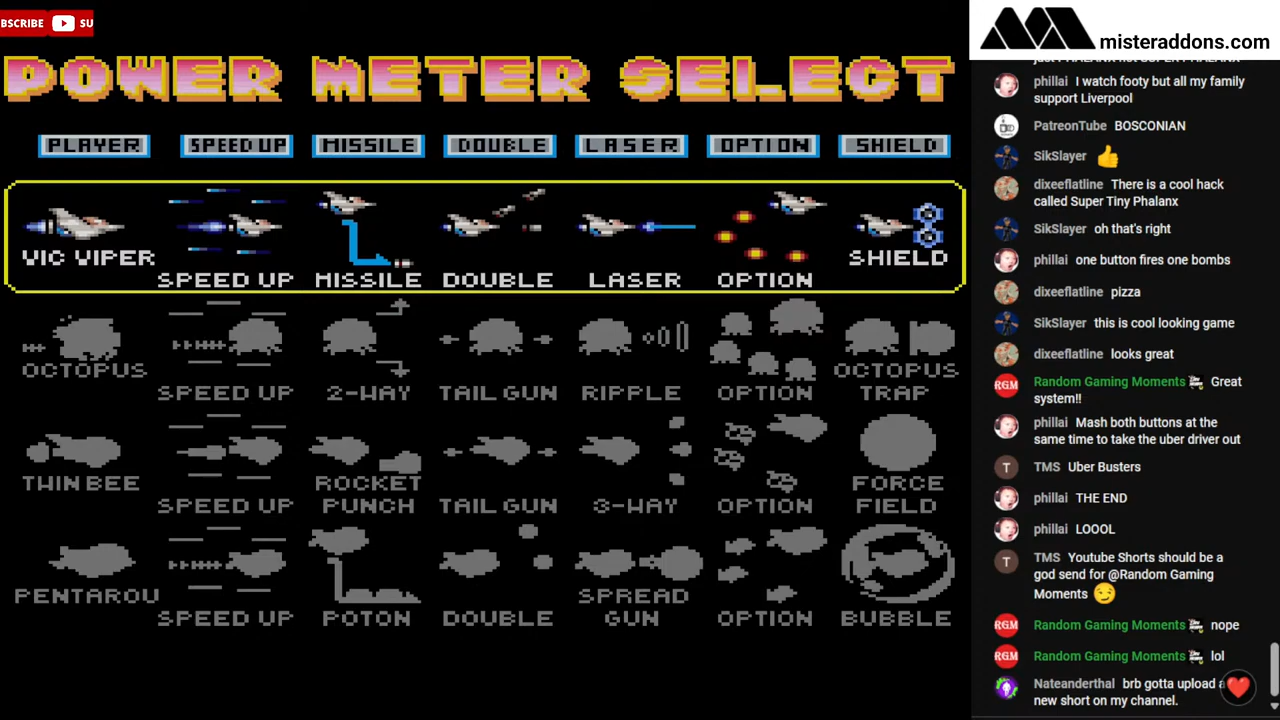 BSCRIBE SU
POWER METER SELECT
PLAYER SPEED UP MISSILE DOUBLE LASER OPTION SHIELD
VIC VIPER SPEED UP MISSILE DOUBLE LASER OPTION SHIELD
OCTOPUS SPEED UP 2-WAY TAIL GUN RIPPLE OPTION OCTOPUS TRAP
THIN BEE SPEED UP ROCKET PUNCH TAIL GUN 3-WAY OPTION FORCE FIELD
PENTAROU SPEED UP POTON DOUBLE SPREAD GUN OPTION BUBBLE
misteraddons.com
just PHALANX not SUPER PHALANX
phillai I watch footy but all my family
support Liverpool
PatreonTube BOSCONIAN
SikSlayer 👍
dixeeflatline There is a cool hack
called Super Tiny Phalanx
SikSlayer oh that's right
phillai one button fires one bombs
dixeeflatline pizza
SikSlayer this is cool looking game
dixeeflatline looks great
RGM Random Gaming Moments Great
system!!
phillai Mash both buttons at the
same time to take the uber driver out
T TMS Uber Busters
phillai THE END
phillai LOOOL
T TMS Youtube Shorts should be a
god send for @Random Gaming
Moments 😏
RGM Random Gaming Moments nope
RGM Random Gaming Moments lol
Nateanderthal brb gotta upload a
new short on my channel.